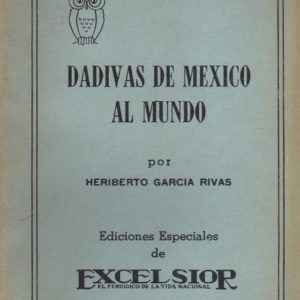 DADIVAS DE MEXICO
AL MUNDO
por
HERIBERTO GARCIA RIVAS
Ediciones Especiales
de
EXCELSIOR
EL PERIODICO DE LA VIDA NACIONAL